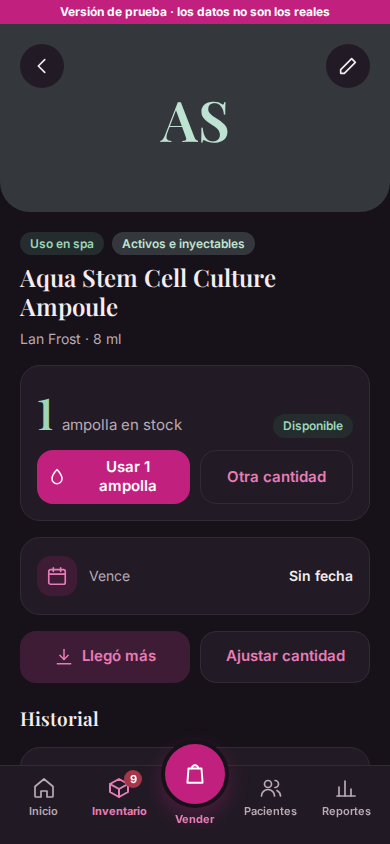 Versión de prueba · los datos no son los reales
AS
Uso en spa
Activos e inyectables
Aqua Stem Cell Culture
Ampoule
Lan Frost · 8 ml
1 ampolla en stock
Disponible
Usar 1
ampolla
Otra cantidad
Vence
Sin fecha
Llegó más
Ajustar cantidad
Historial
9
Inicio
Inventario
Vender
Pacientes
Reportes